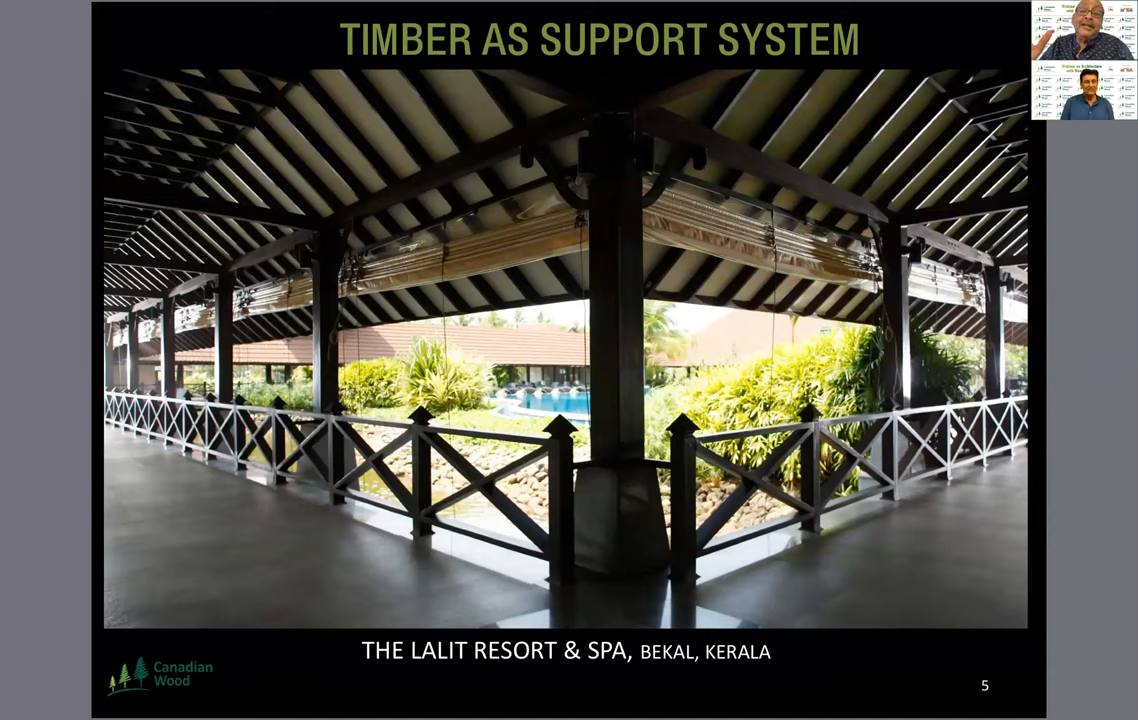 TIMBER AS SUPPORT SYSTEM
THE LALIT RESORT & SPA, BEKAL, KERALA
Canadian
Wood
5